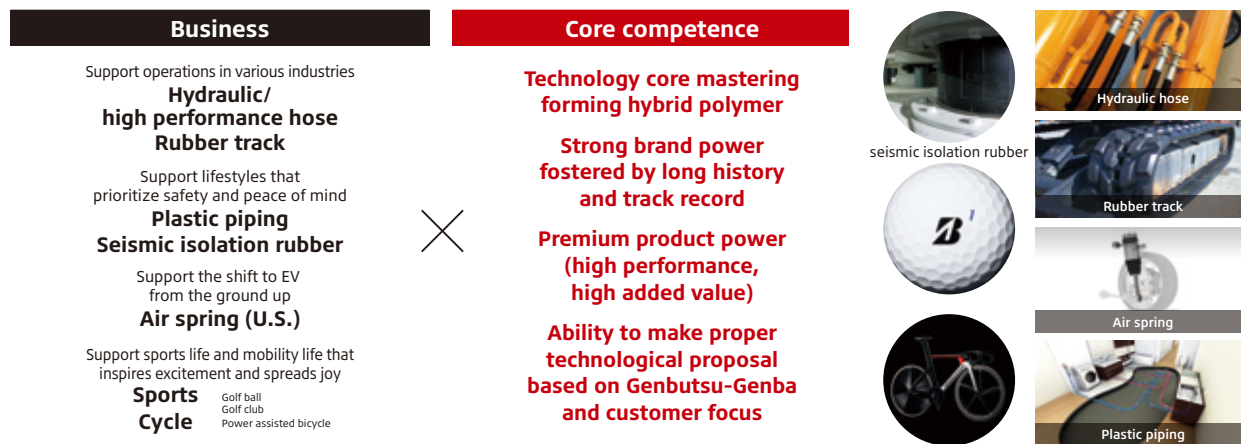 Business
Support operations in various industries
Hydraulic/
high performance hose
Rubber track
Support lifestyles that
prioritize safety and peace of mind
Plastic piping
Seismic isolation rubber
Support the shift to EV
from the ground up
Air spring (U.S.)
Support sports life and mobility life that
inspires excitement and spreads joy
Sports
Cycle
Golf ball
Golf club
Power assisted bicycle
Core competence
Technology core mastering
forming hybrid polymer
Strong brand power
fostered by long history
and track record
Premium product power
(high performance,
high added value)
Ability to make proper
technological proposal
based on Genbutsu-Genba
and customer focus
seismic isolation rubber
B
1
Hydraulic hose
Rubber track
Air spring
Plastic piping